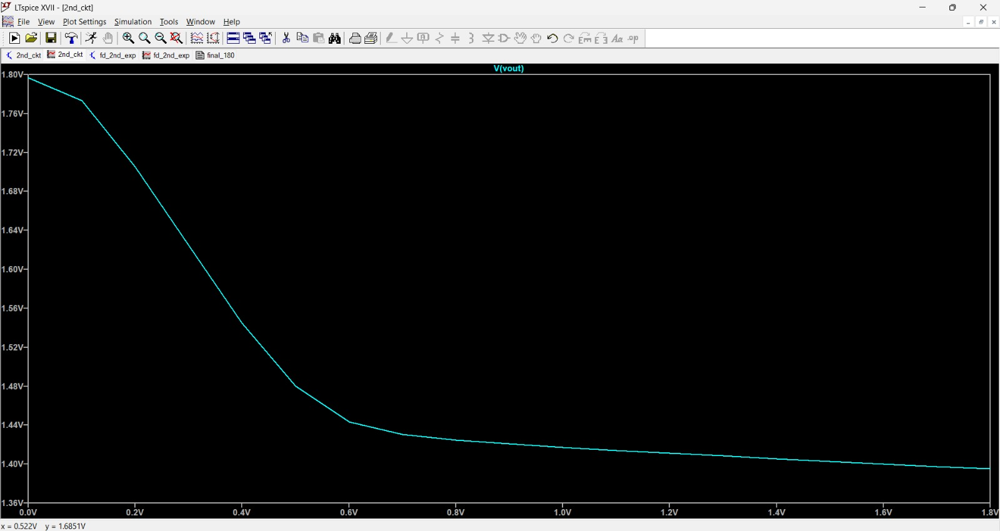 LTspice XVII - [2nd_ckt]
File View Plot Settings Simulation Tools Window Help
2nd_ckt 2nd_ckt fd_2nd_exp fd_2nd_exp final_180
V(vout)
1.80V
1.76V
1.72V
1.68V
1.64V
1.60V
1.56V
1.52V
1.48V
1.44V
1.40V
1.36V
0.0V 0.2V 0.4V 0.6V 0.8V 1.0V 1.2V 1.4V 1.6V 1.8V
x = 0.522V y = 1.6851V